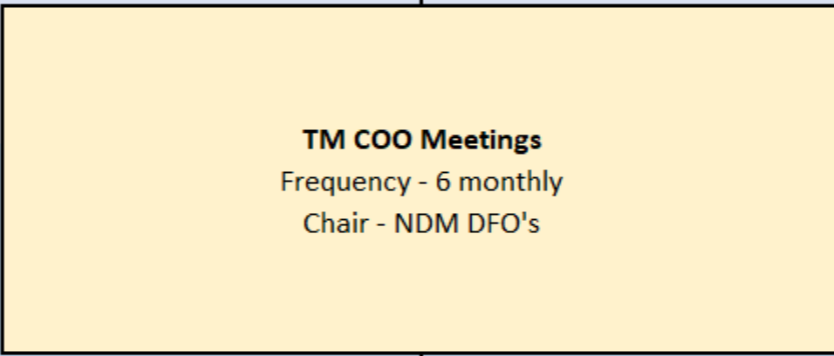 TM COO Meetings
Frequency - 6 monthly
Chair - NDM DFO's